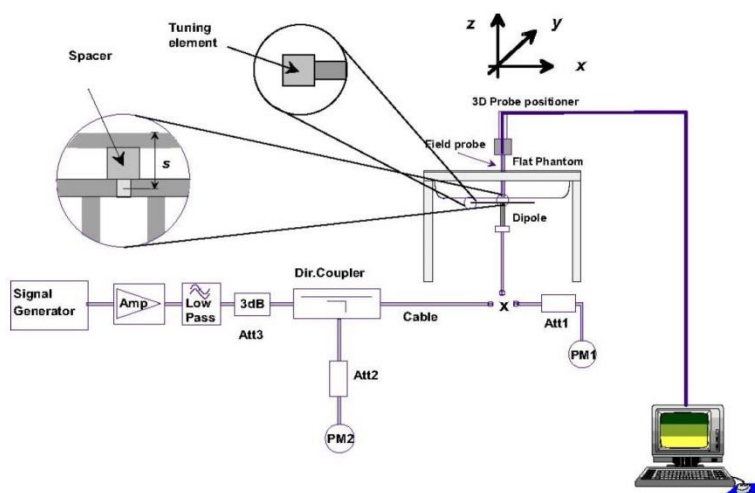 Tuning
element
Spacer
s
z
y
x
3D Probe positioner
Field probe
Flat Phantom
Dipole
Signal
Generator
Amp
Low
Pass
3dB
Att3
Dir.Coupler
Cable
x
Att1
PM1
Att2
PM2